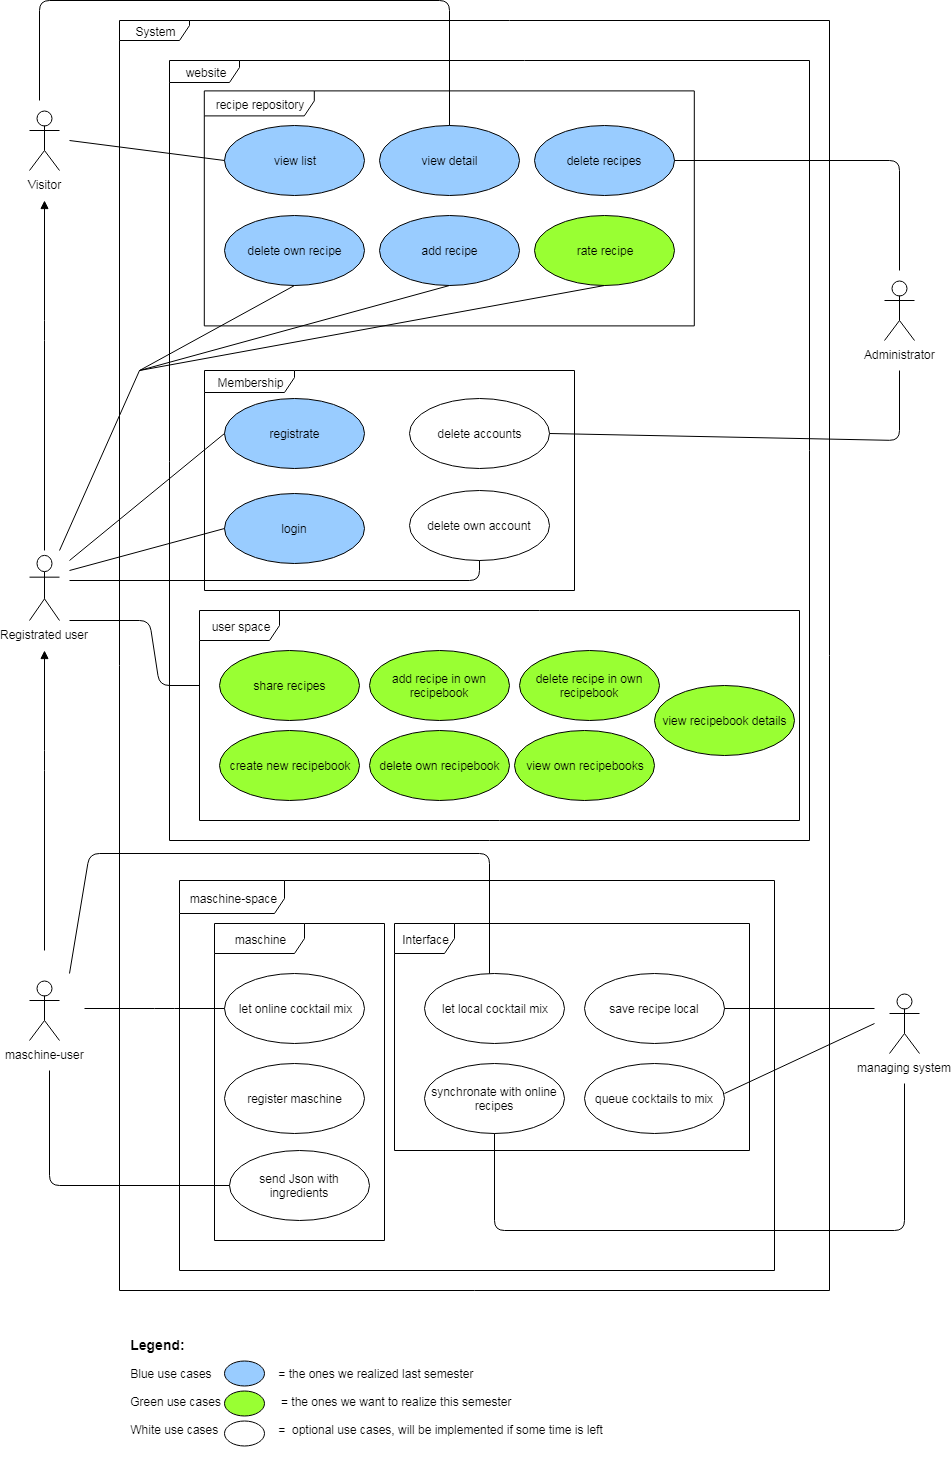 System
website
recipe repository
view list
view detail
delete recipes
Visitor
delete own recipe
add recipe
rate recipe
Administrator
Membership
registrate
delete accounts
login
delete own account
Registrated user
user space
share recipes
add recipe in own
recipebook
delete recipe in own
recipebook
view recipebook details
create new recipebook
delete own recipebook
view own recipebooks
maschine-space
maschine
Interface
let online cocktail mix
let local cocktail mix
save recipe local
maschine-user
managing system
register maschine
synchronate with online
recipes
queue cocktails to mix
send Json with
ingredients
Legend:
Blue use cases = the ones we realized last semester
Green use cases = the ones we want to realize this semester
White use cases = optional use cases, will be implemented if some time is left